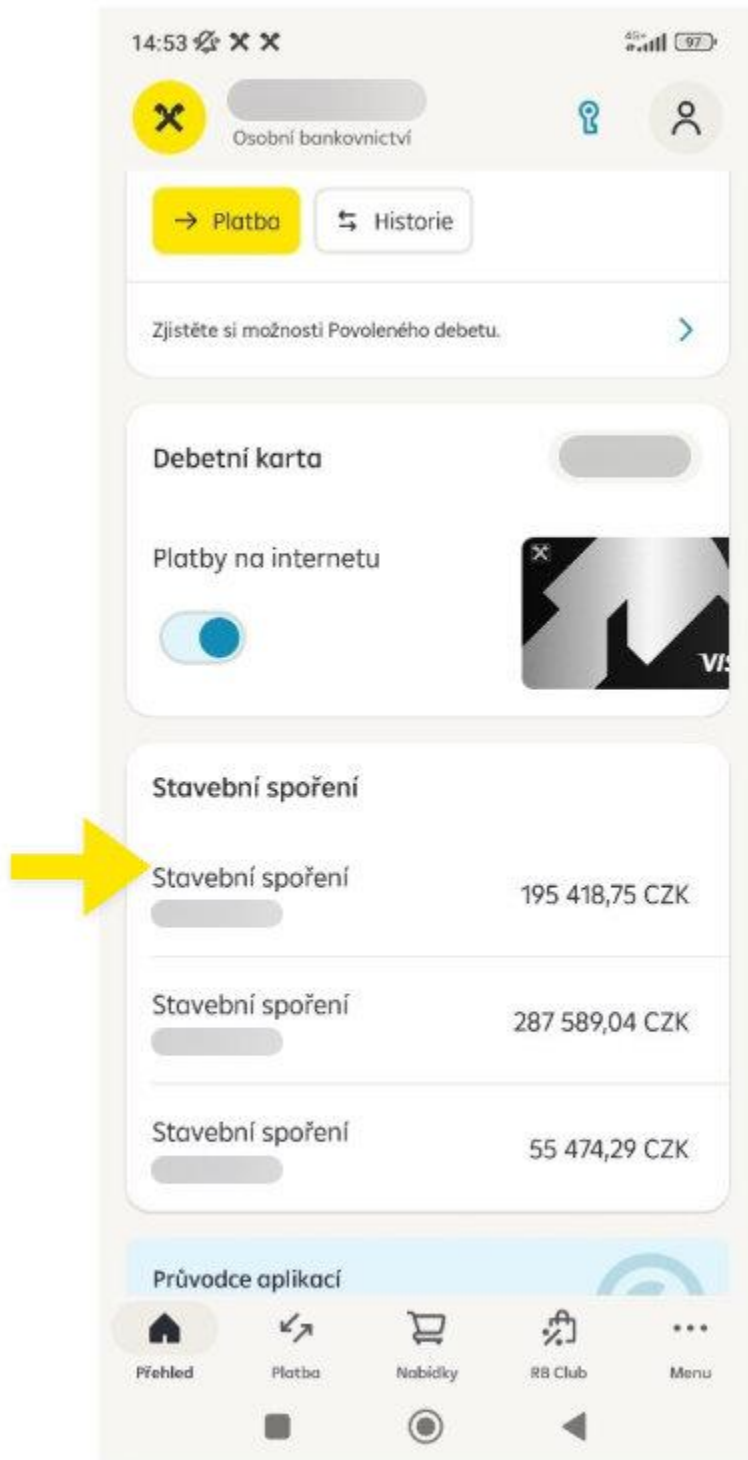 14:53
4G+
97
Osobní bankovnictví
→ Platba
Historie
Zjistěte si možnosti Povoleného debetu.
Debetní karta
Platby na internetu
VIS
Stavební spoření
Stavební spoření
195 418,75 CZK
Stavební spoření
287 589,04 CZK
Stavební spoření
55 474,29 CZK
Průvodce aplikací
Přehled
Platba
Nabídky
RB Club
Menu